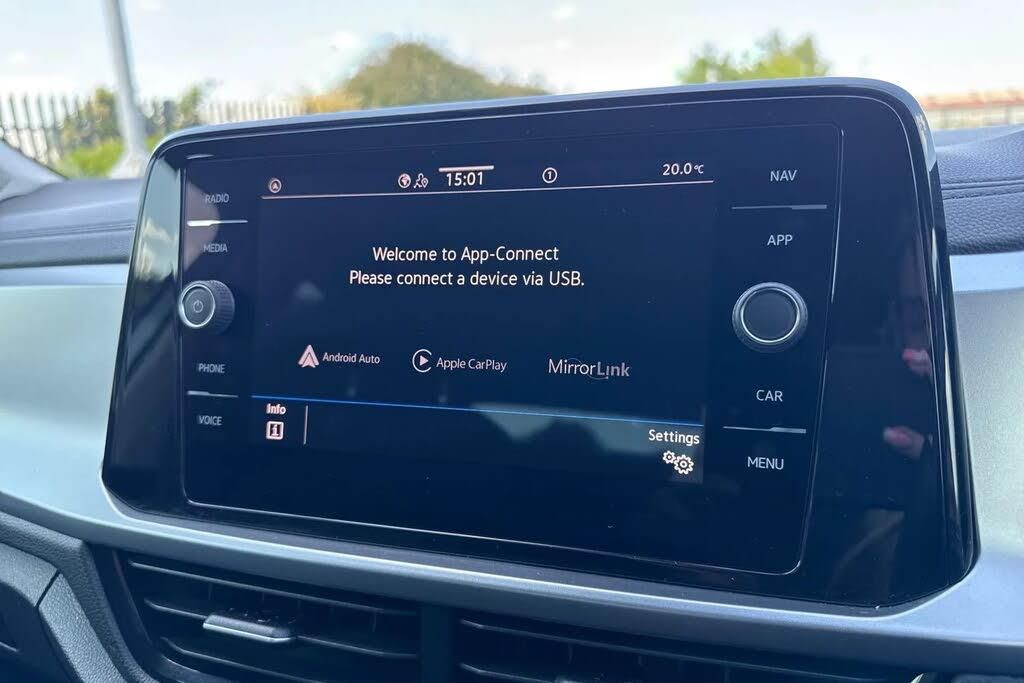 RADIO
MEDIA
PHONE
VOICE
15:01
1
20.0°C
Welcome to App-Connect
Please connect a device via USB.
Android Auto
Apple CarPlay
MirrorLink
Info
i
Settings
NAV
APP
CAR
MENU